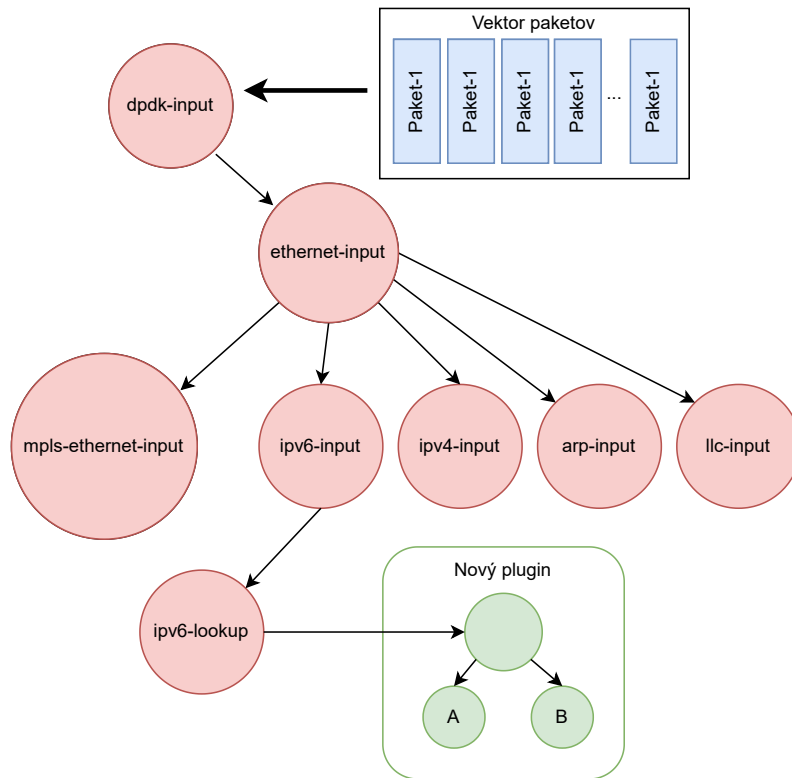 Vektor paketov
Paket-1
Paket-1
Paket-1
Paket-1
...
Paket-1
dpdk-input
ethernet-input
mpls-ethernet-input
ipv6-input
ipv4-input
arp-input
llc-input
Nový plugin
ipv6-lookup
A
B